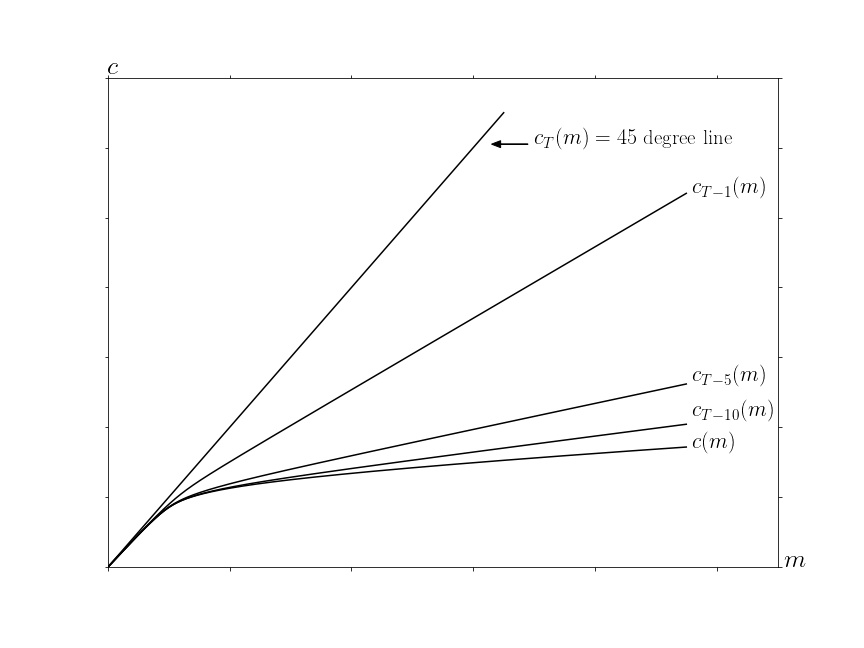 c
c_T(m) = 45 degree line
c_{T−1}(m)
c_{T−5}(m)
c_{T−10}(m)
c(m)
m